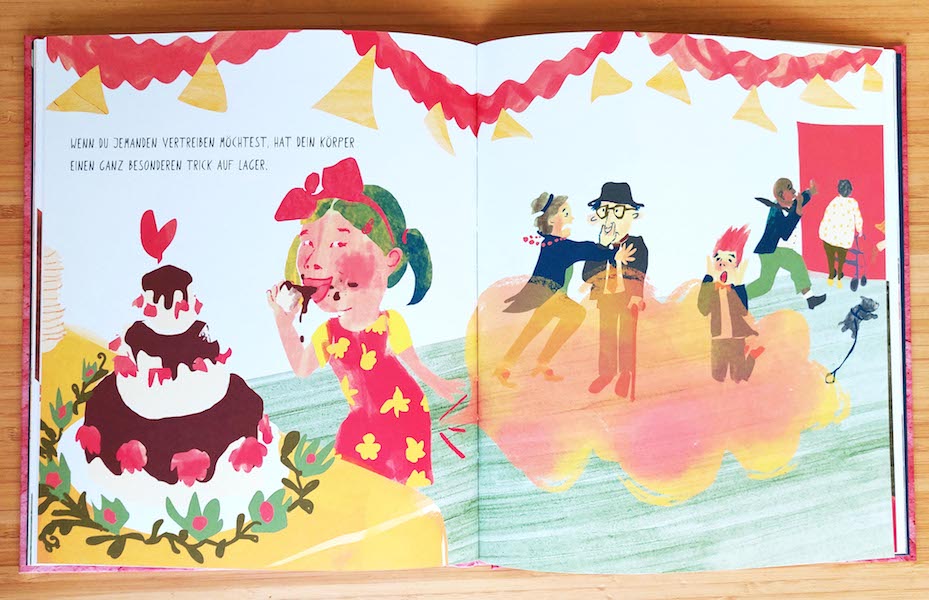 WENN DU JEMANDEN VERTREIBEN MÖCHTEST, HAT DEIN KÖRPER
EINEN GANZ BESONDEREN TRICK AUF LAGER.